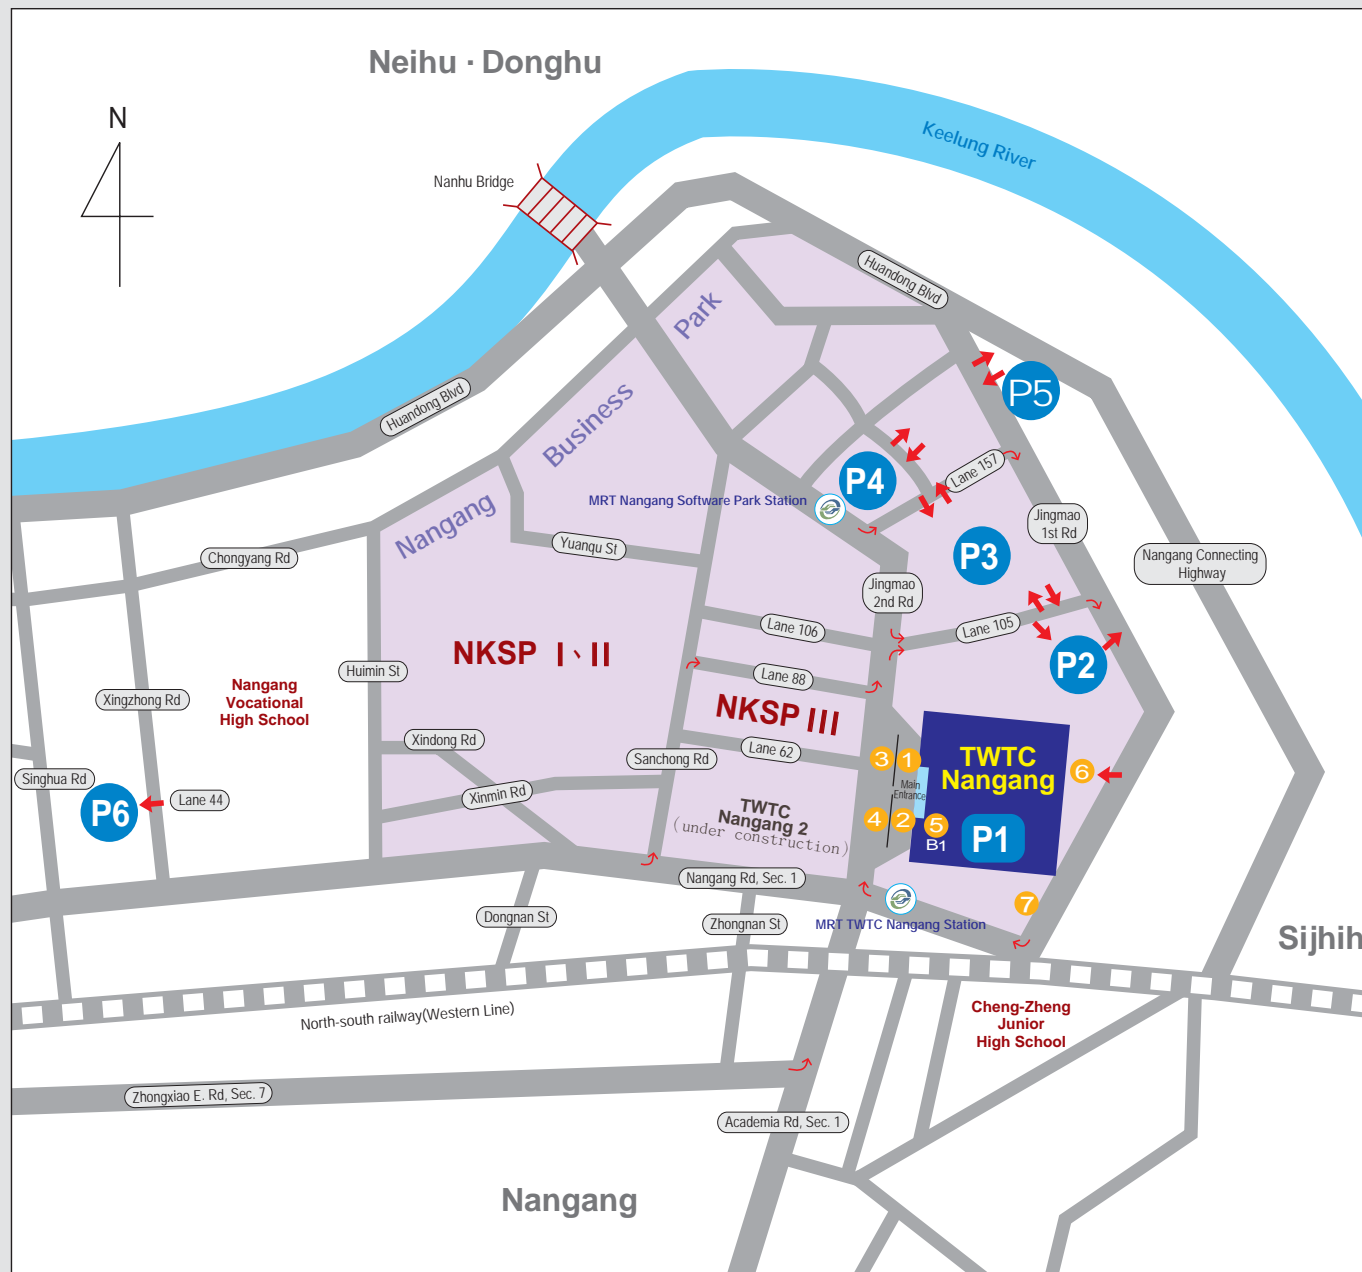 Neihu · Donghu
N
Keelung River
Nanhu Bridge
Huandong Blvd
Park
Huandong Blvd
P5
Business
Lane 157
P4
MRT Nangang Software Park Station
Nangang
Jingmao
1st Rd
Yuanqu St
P3
Chongyang Rd
Nangang Connecting
Highway
Jingmao
2nd Rd
Lane 106
Lane 105
NKSP I、II
P2
Huimin St
Lane 88
Nangang
Vocational
High School
Xingzhong Rd
NKSP III
Xindong Rd
Lane 62
Sanchong Rd
3
1
TWTC
Nangang
6
Singhua Rd
Main
Entrance
Xinmin Rd
Lane 44
P6
TWTC
Nangang 2
(under construction)
4
2
5
B1
P1
Nangang Rd, Sec. 1
7
Dongnan St
Zhongnan St
MRT TWTC Nangang Station
Sijhih
North-south railway(Western Line)
Cheng-Zheng
Junior
High School
Zhongxiao E. Rd, Sec. 7
Academia Rd, Sec. 1
Nangang